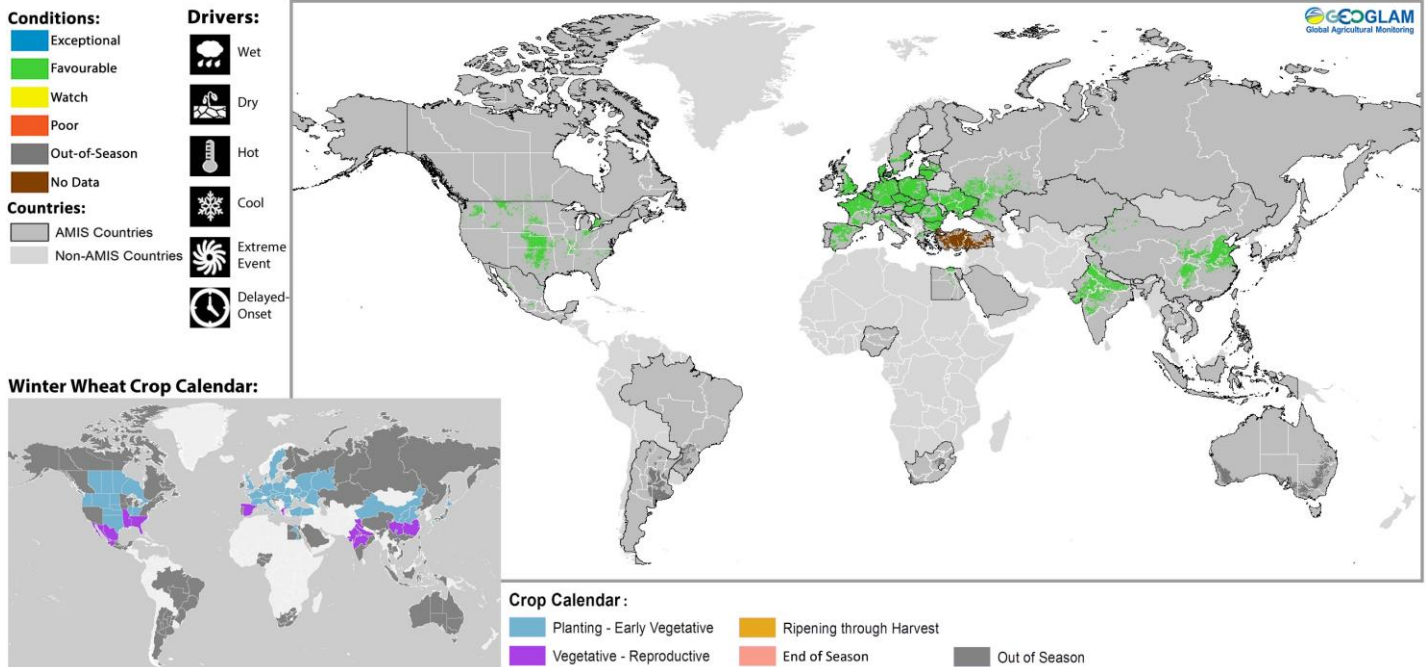 Conditions:
Exceptional
Favourable
Watch
Poor
Out-of-Season
No Data
Countries:
AMIS Countries
Non-AMIS Countries
Drivers:
Wet
Dry
Hot
Cool
Extreme
Event
Delayed-
Onset
GEOGLAM
Global Agricultural Monitoring
Winter Wheat Crop Calendar:
Crop Calendar :
Planting - Early Vegetative
Vegetative - Reproductive
Ripening through Harvest
End of Season
Out of Season